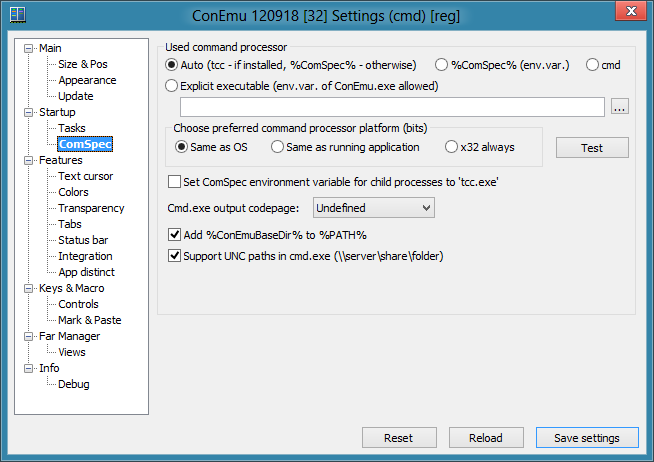 ConEmu 120918 [32] Settings (cmd) [reg]
Main
Size & Pos
Appearance
Update
Startup
Tasks
ComSpec
Features
Text cursor
Colors
Transparency
Tabs
Status bar
Integration
App distinct
Keys & Macro
Controls
Mark & Paste
Far Manager
Views
Info
Debug
Used command processor
Auto (tcc - if installed, %ComSpec% - otherwise) %ComSpec% (env.var.) cmd
Explicit executable (env.var. of ConEmu.exe allowed)
...
Choose preferred command processor platform (bits)
Same as OS Same as running application x32 always Test
Set ComSpec environment variable for child processes to 'tcc.exe'
Cmd.exe output codepage: Undefined
Add %ConEmuBaseDir% to %PATH%
Support UNC paths in cmd.exe (\\server\share\folder)
Reset Reload Save settings